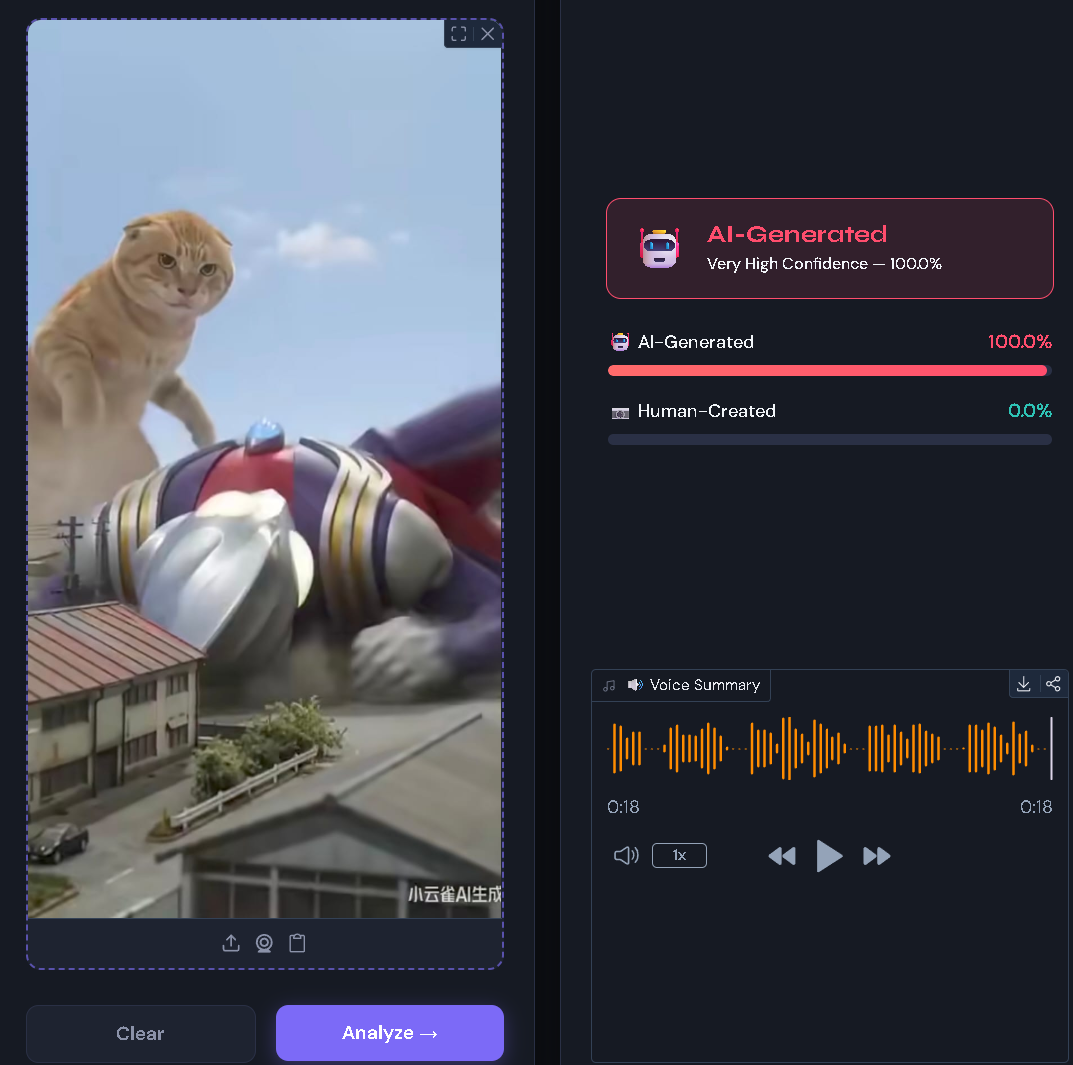 小云雀AI生成
Clear
Analyze →
AI-Generated
Very High Confidence — 100.0%
AI-Generated
100.0%
Human-Created
0.0%
Voice Summary
0:18
0:18
1x